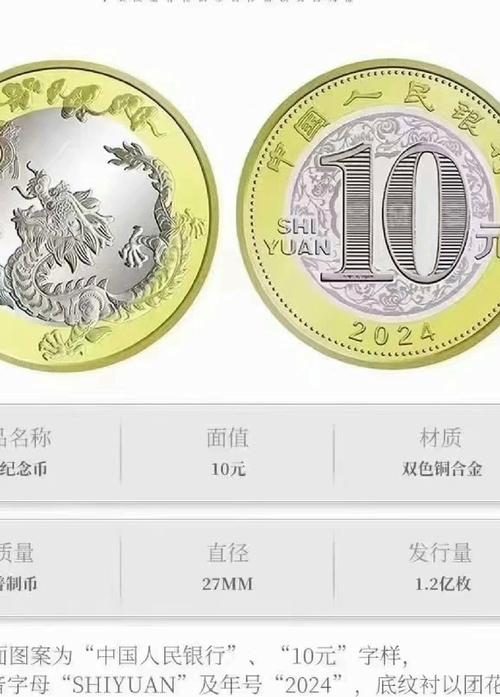 中国人民银行
10元
SHI
YUAN
2024
品名称
面值
材质
纪念币
10元
双色铜合金
质量
直径
发行量
普制币
27MM
1.2亿枚
面图案为“中国人民银行”、“10元”字样，
音字母“SHIYUAN”及年号“2024”，底纹衬以团花